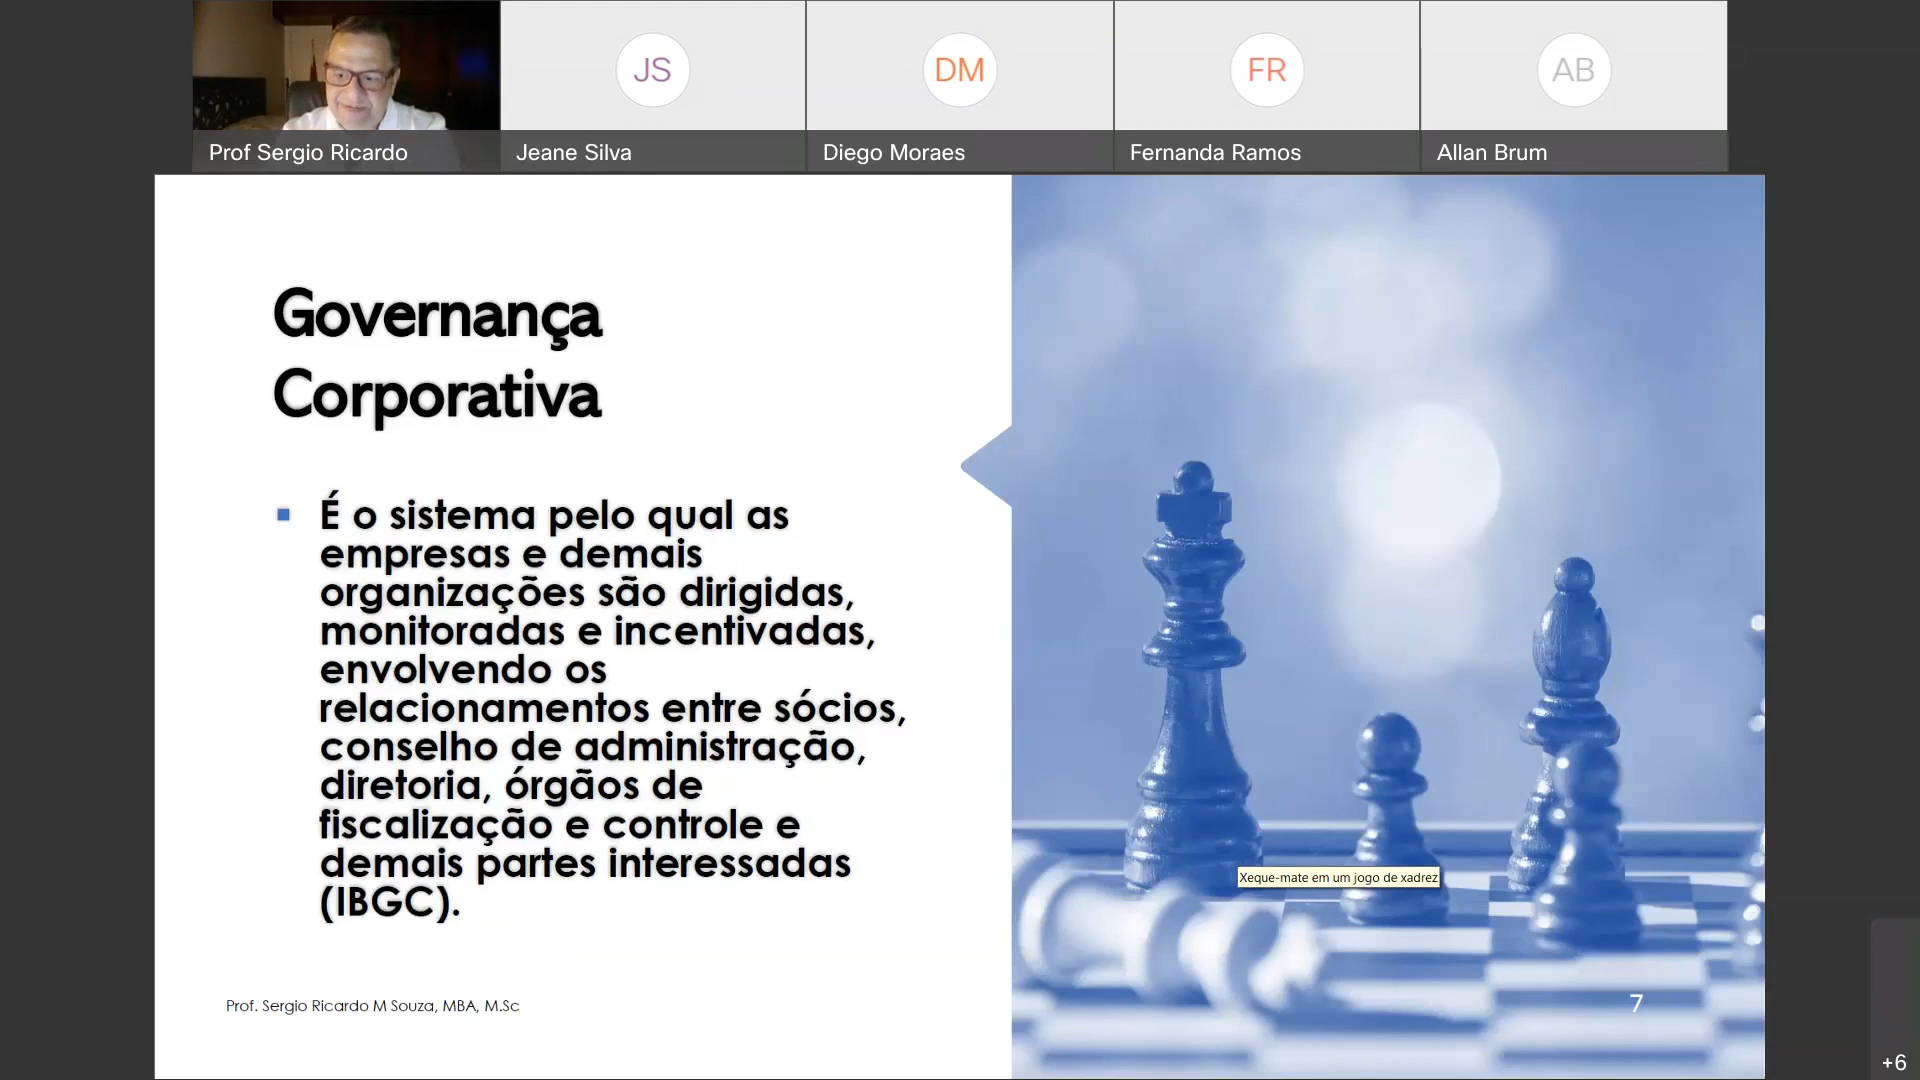 JS
DM
FR
AB
Prof Sergio Ricardo
Jeane Silva
Diego Moraes
Fernanda Ramos
Allan Brum
Governança
Corporativa
É o sistema pelo qual as
empresas e demais
organizações são dirigidas,
monitoradas e incentivadas,
envolvendo os
relacionamentos entre sócios,
conselho de administração,
diretoria, órgãos de
fiscalização e controle e
demais partes interessadas
(IBGC).
Xeque-mate em um jogo de xadrez
Prof. Sergio Ricardo M Souza, MBA, M.Sc
7
+6